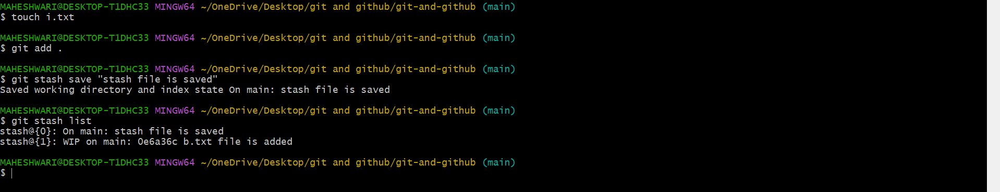 MAHESHWARI@DESKTOP-T1DHC33 MINGW64 ~/OneDrive/Desktop/git and github/git-and-github (main)
$ touch i.txt
MAHESHWARI@DESKTOP-T1DHC33 MINGW64 ~/OneDrive/Desktop/git and github/git-and-github (main)
$ git add .
MAHESHWARI@DESKTOP-T1DHC33 MINGW64 ~/OneDrive/Desktop/git and github/git-and-github (main)
$ git stash save "stash file is saved"
Saved working directory and index state On main: stash file is saved
MAHESHWARI@DESKTOP-T1DHC33 MINGW64 ~/OneDrive/Desktop/git and github/git-and-github (main)
$ git stash list
stash@{0}: On main: stash file is saved
stash@{1}: WIP on main: 0e6a36c b.txt file is added
MAHESHWARI@DESKTOP-T1DHC33 MINGW64 ~/OneDrive/Desktop/git and github/git-and-github (main)
$